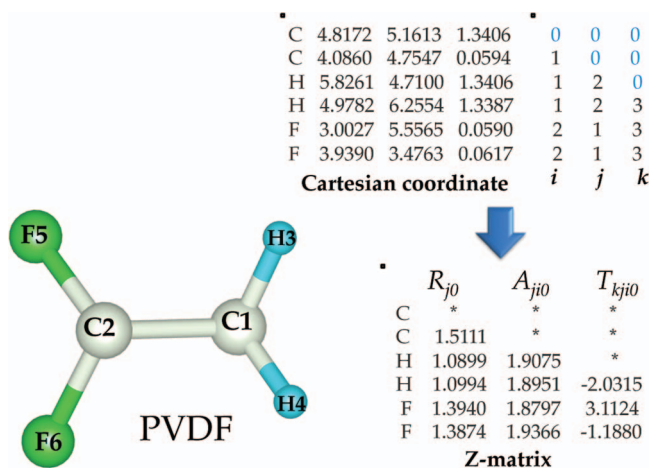 C 4.8172 5.1613 1.3406 0 0 0
C 4.0860 4.7547 0.0594 1 0 0
H 5.8261 4.7100 1.3406 1 2 0
H 4.9782 6.2554 1.3387 1 2 3
F 3.0027 5.5565 0.0590 2 1 3
F 3.9390 3.4763 0.0617 2 1 3
Cartesian coordinate i j k
F5
H3
C2
C1
H4
F6
PVDF
Rj0 Aji0 Tkji0
C * * *
C 1.5111 * *
H 1.0899 1.9075 *
H 1.0994 1.8951 -2.0315
F 1.3940 1.8797 3.1124
F 1.3874 1.9366 -1.1880
Z-matrix